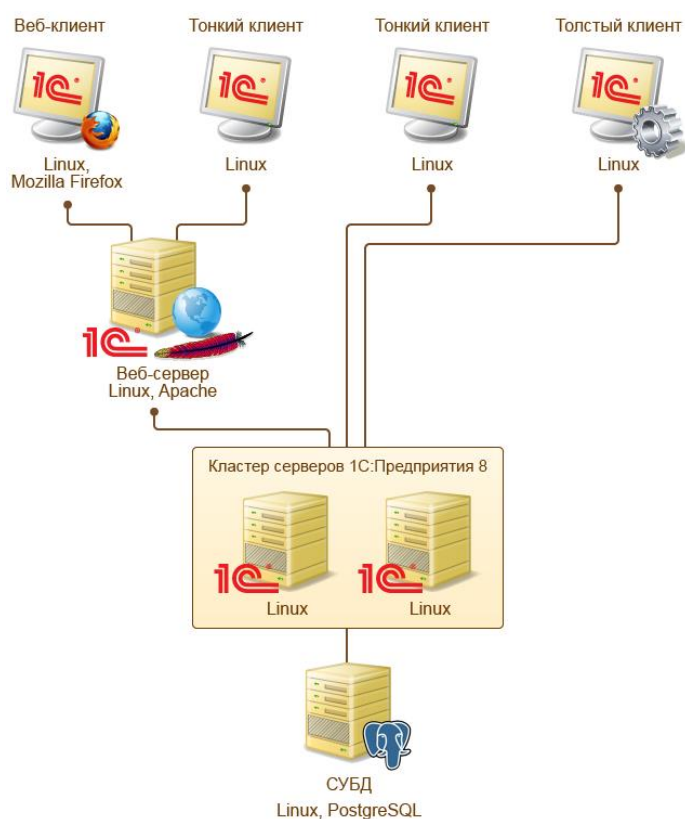 Веб-клиент
Тонкий клиент
Тонкий клиент
Толстый клиент
1С®
1С®
1С®
1С®
Linux,
Mozilla Firefox
Linux
Linux
Linux
1С®
Веб-сервер
Linux, Apache
Кластер серверов 1С:Предприятия 8
1С®
1С®
Linux
Linux
СУБД
Linux, PostgreSQL